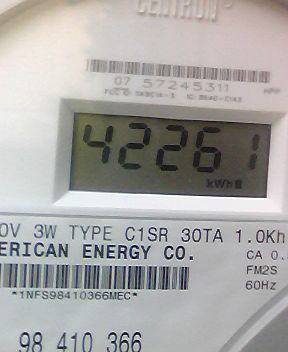 CENTRON
07 57245311
42261
kWh
0V 3W TYPE C1SR 30TA 1.0Kh
ERICAN ENERGY CO.
CA 0.
FM2S
60Hz
*1NFS98410366MEC*
98 410 366